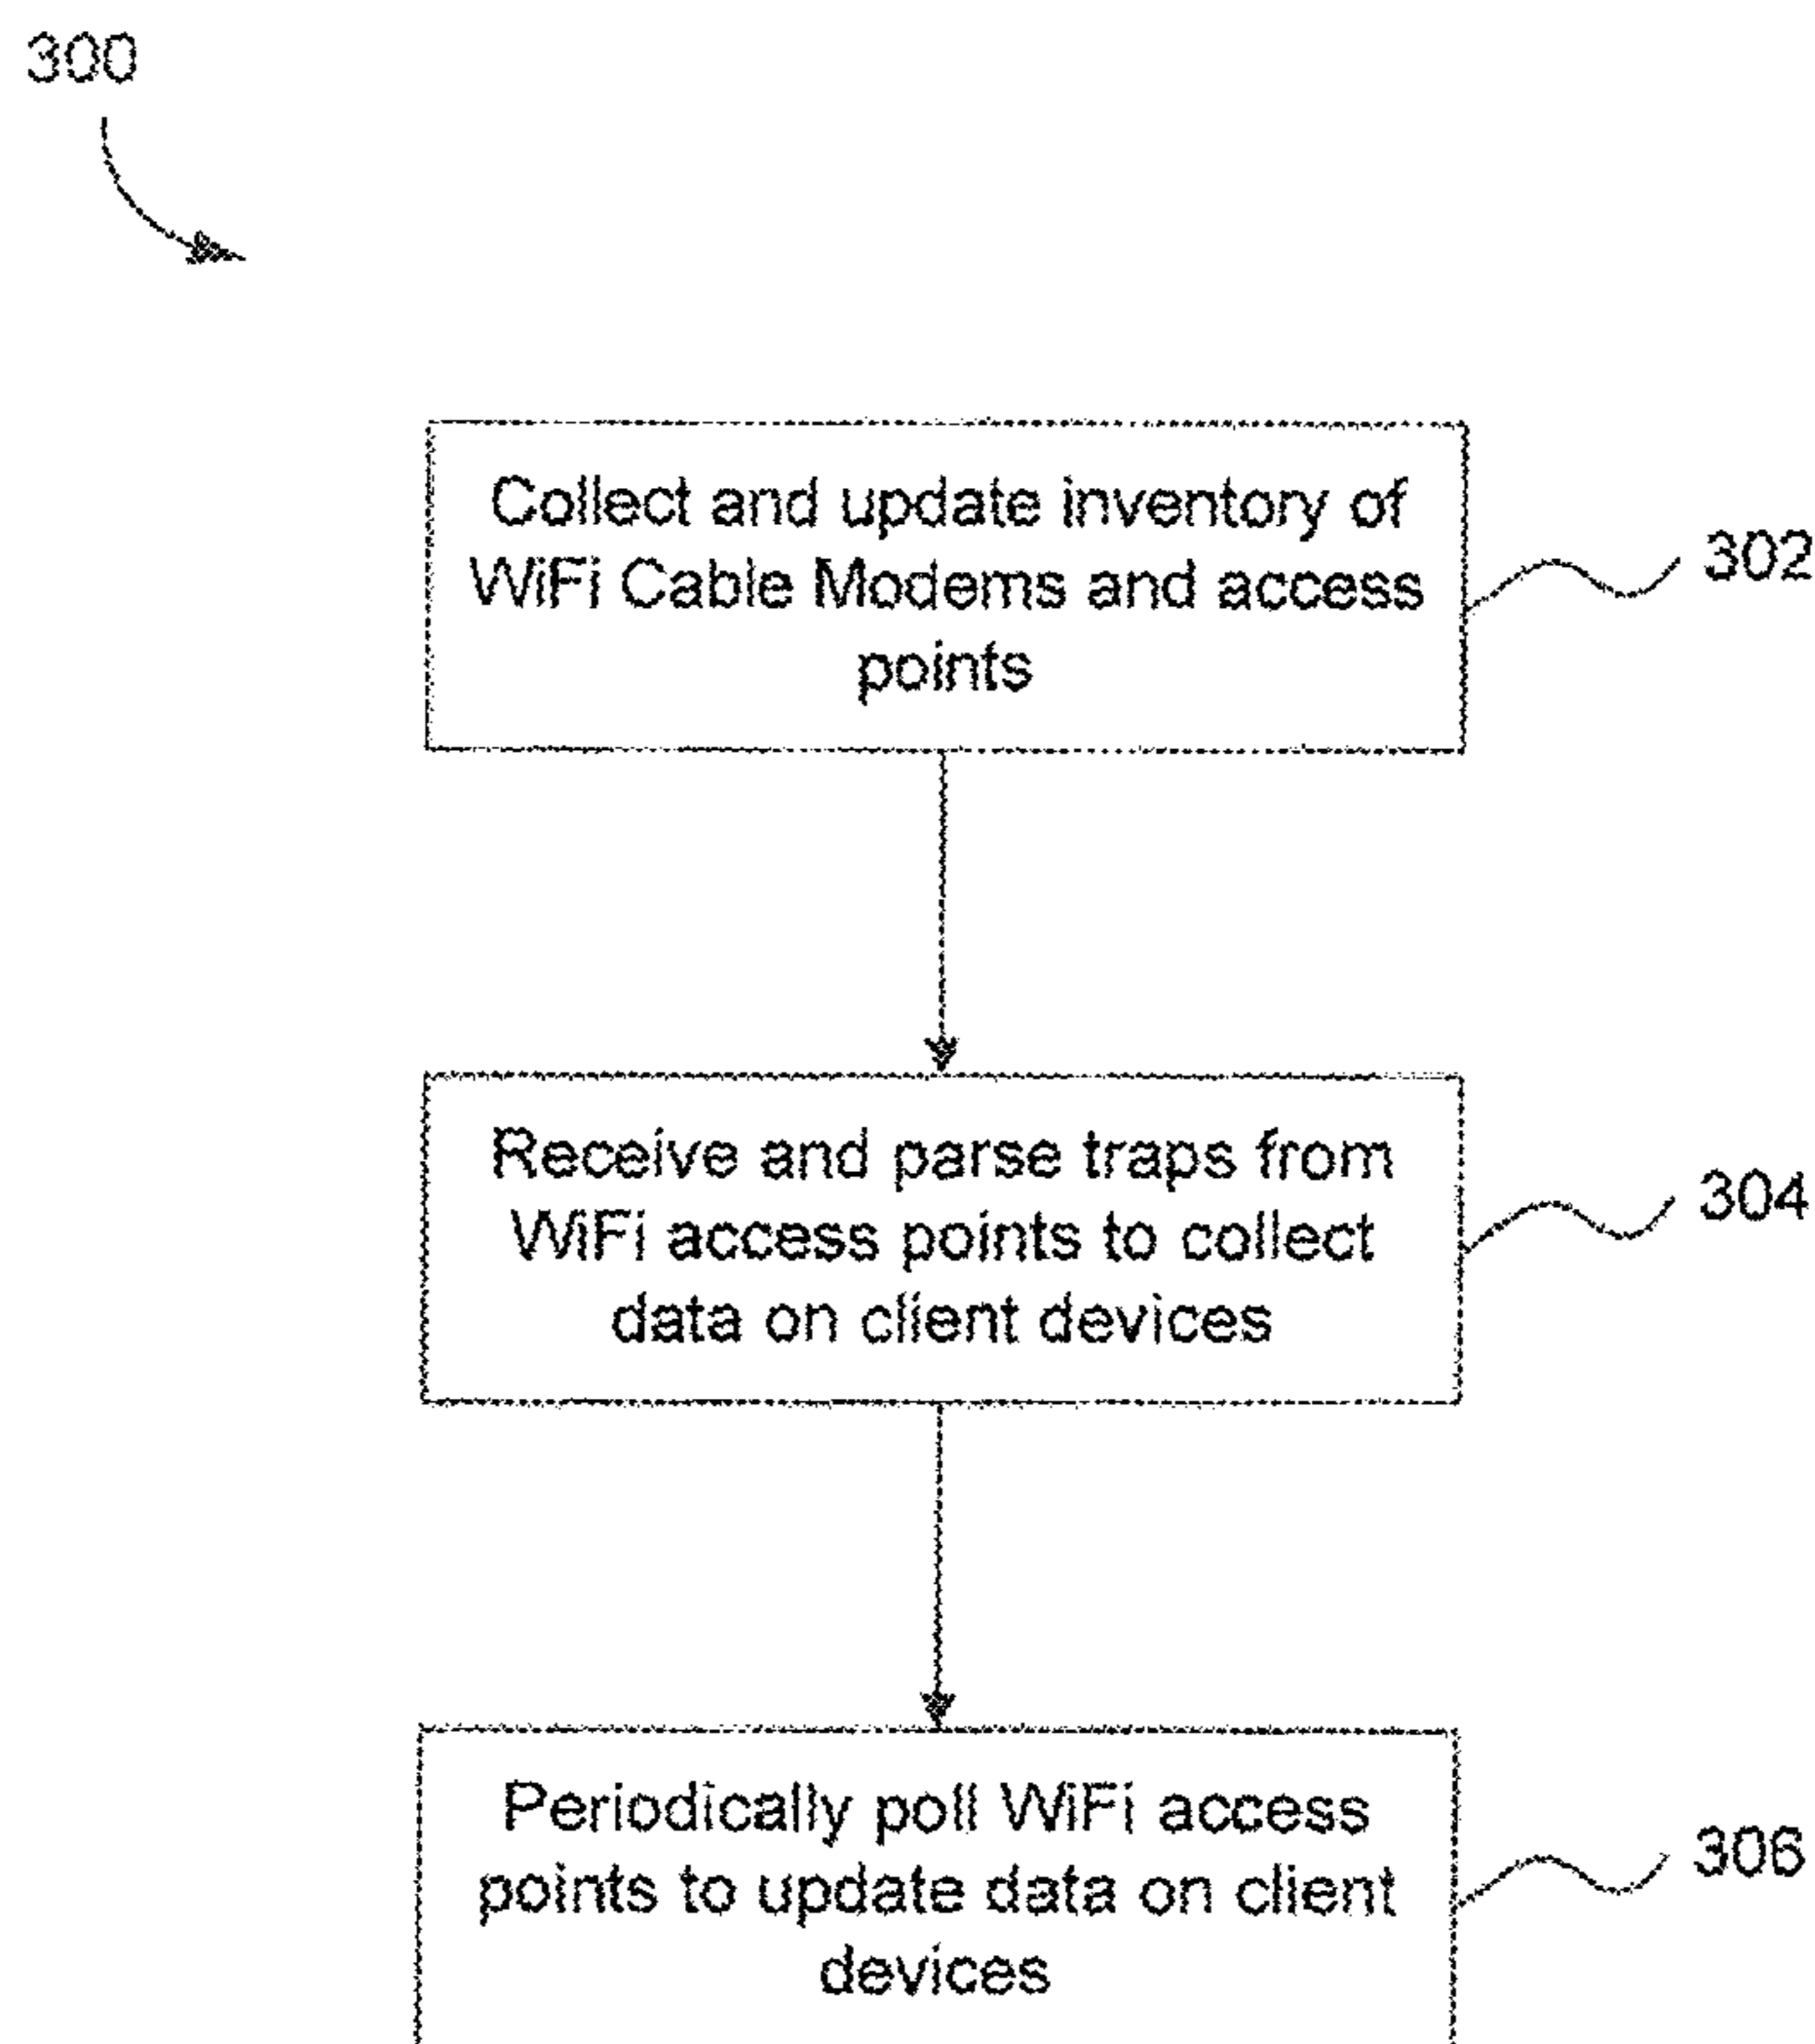 300
Collect and update inventory of
WiFi Cable Modems and access
points
302
Receive and parse traps from
WiFi access points to collect
data on client devices
304
Periodically poll WiFi access
points to update data on client
devices
306